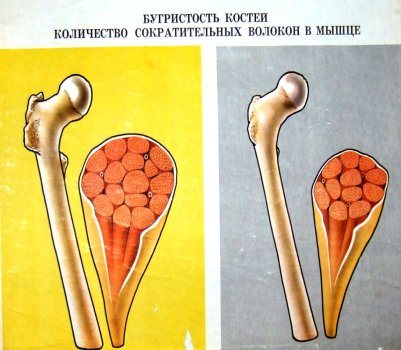 БУГРИСТОСТЬ КОСТЕЙ
КОЛИЧЕСТВО СОКРАТИТЕЛЬНЫХ ВОЛОКОН В МЫШЦЕ